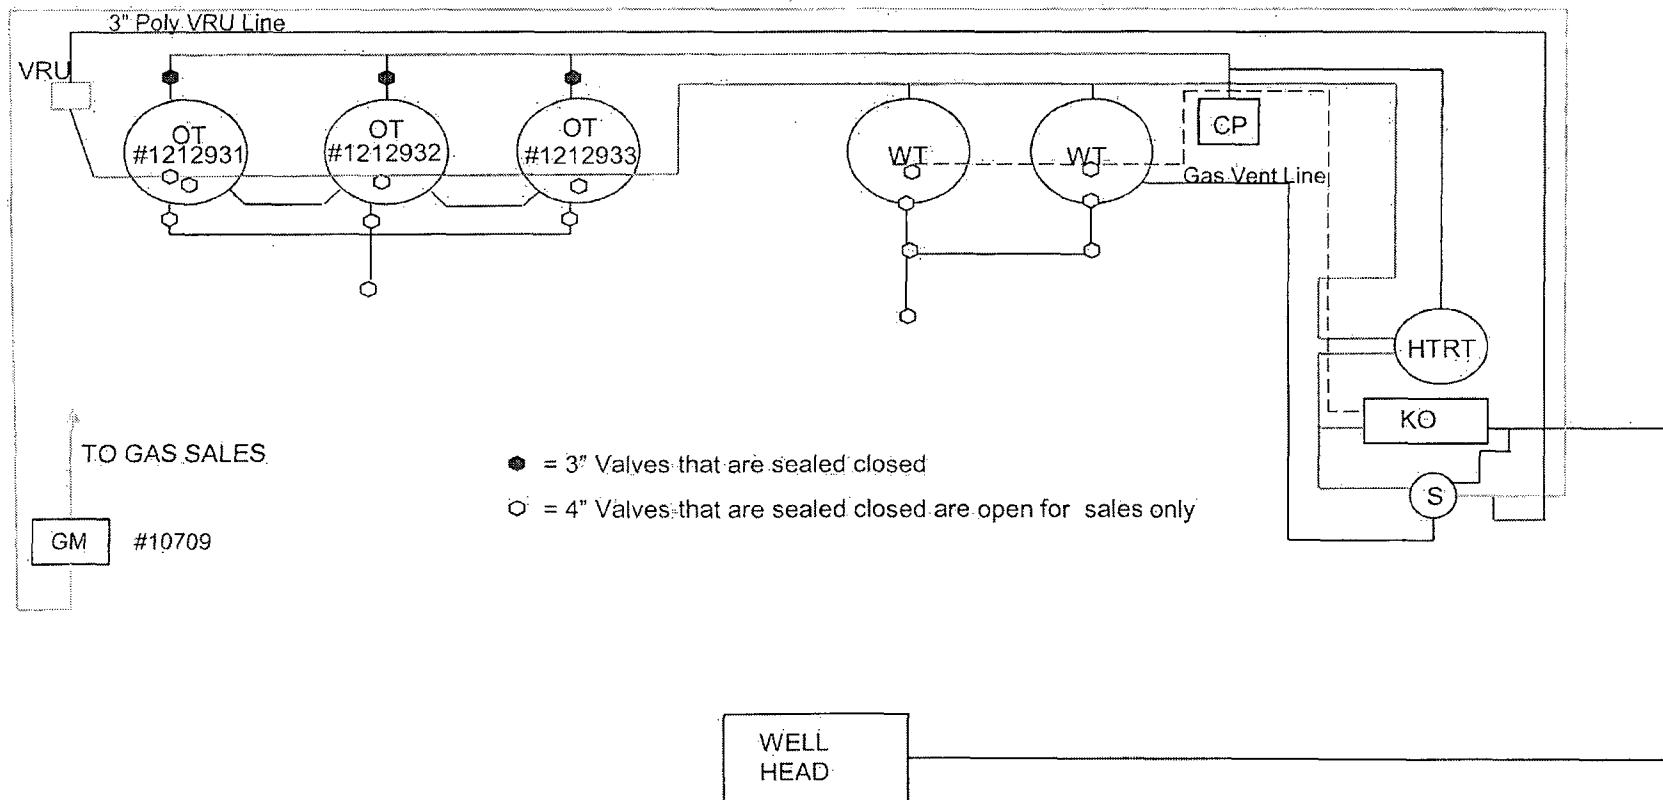 3" Poly VRU Line
VRU
OT
#1212931
OT
#1212932
OT
#1212933
WT
WT
CP
Gas Vent Line
HTRT
KO
S
TO GAS SALES
= 3" Valves that are sealed closed
= 4" Valves that are sealed closed are open for sales only
GM
#10709
WELL
HEAD